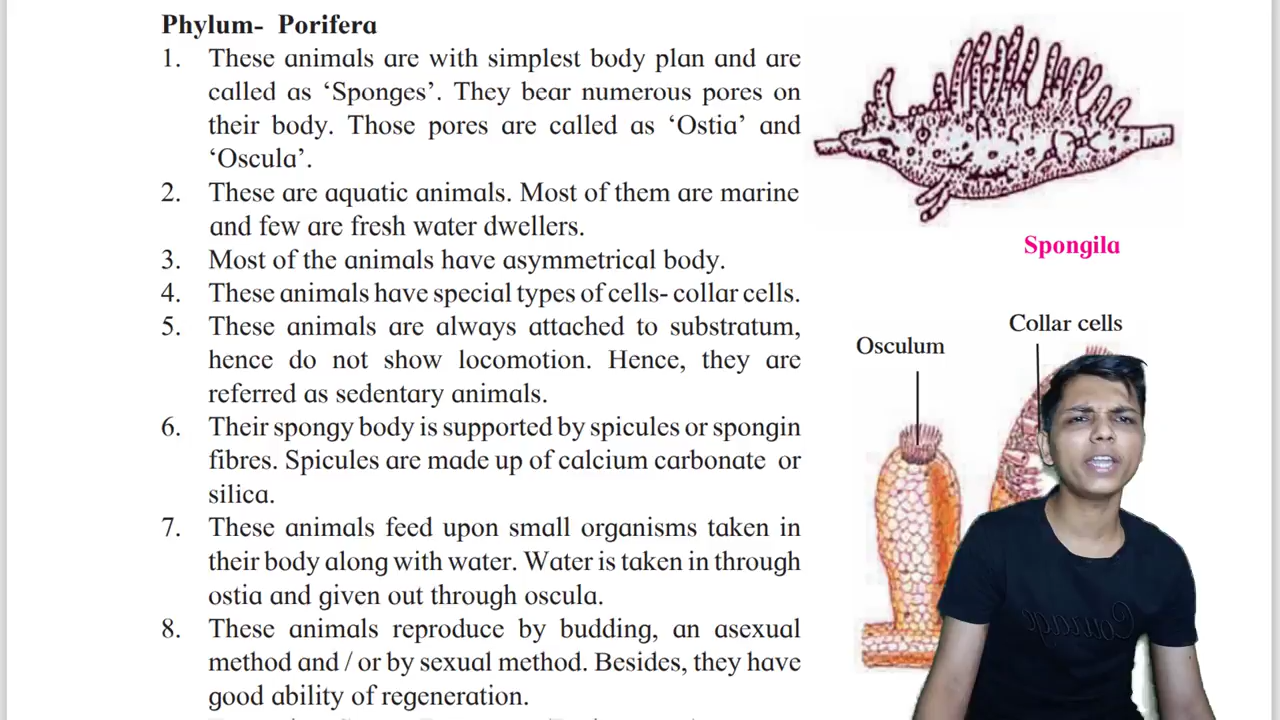 Phylum- Porifera
1. These animals are with simplest body plan and are
called as ‘Sponges’. They bear numerous pores on
their body. Those pores are called as ‘Ostia’ and
‘Oscula’.
2. These are aquatic animals. Most of them are marine
and few are fresh water dwellers.
3. Most of the animals have asymmetrical body.
4. These animals have special types of cells- collar cells.
5. These animals are always attached to substratum,
hence do not show locomotion. Hence, they are
referred as sedentary animals.
6. Their spongy body is supported by spicules or spongin
fibres. Spicules are made up of calcium carbonate or
silica.
7. These animals feed upon small organisms taken in
their body along with water. Water is taken in through
ostia and given out through oscula.
8. These animals reproduce by budding, an asexual
method and / or by sexual method. Besides, they have
good ability of regeneration.
Spongila
Collar cells
Osculum
Courage